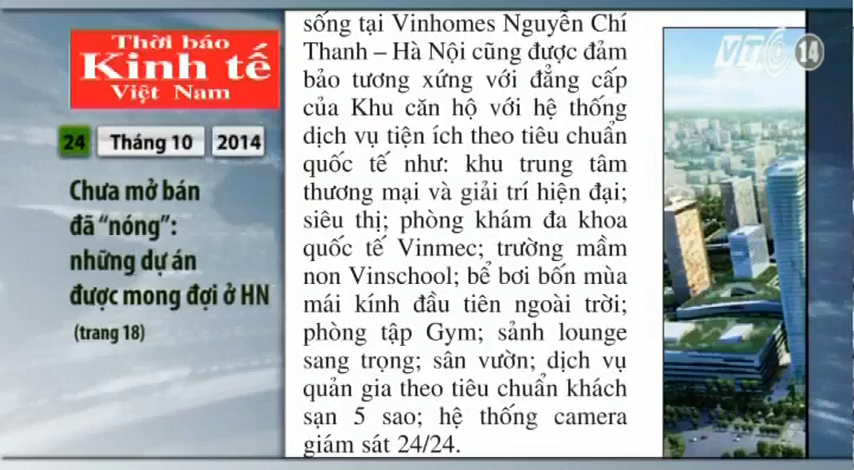 Thời báo
Kinh tế
Việt Nam
24 Tháng 10 2014
Chưa mở bán
đã "nóng":
những dự án
được mong đợi ở HN
(trang 18)
sống tại Vinhomes Nguyễn Chí
Thanh – Hà Nội cũng được đảm
bảo tương xứng với đẳng cấp
của Khu căn hộ với hệ thống
dịch vụ tiện ích theo tiêu chuẩn
quốc tế như: khu trung tâm
thương mại và giải trí hiện đại;
siêu thị; phòng khám đa khoa
quốc tế Vinmec; trường mầm
non Vinschool; bể bơi bốn mùa
mái kính đầu tiên ngoài trời;
phòng tập Gym; sảnh lounge
sang trọng; sân vườn; dịch vụ
quản gia theo tiêu chuẩn khách
sạn 5 sao; hệ thống camera
giám sát 24/24.
VTC 14